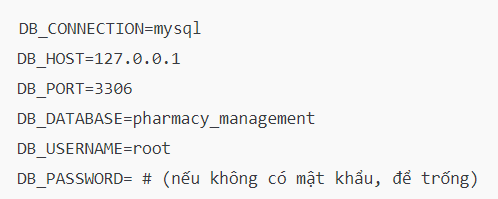 DB_CONNECTION=mysql
DB_HOST=127.0.0.1
DB_PORT=3306
DB_DATABASE=pharmacy_management
DB_USERNAME=root
DB_PASSWORD= # (nếu không có mật khẩu, để trống)